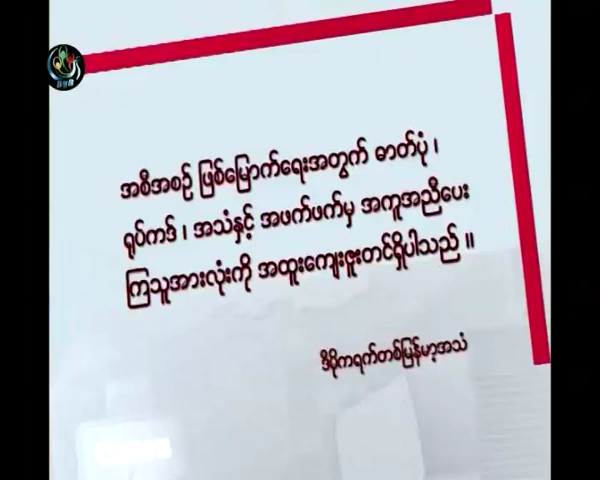 အစီအစဉ် ဖြစ်မြောက်ရေးအတွက် ဓာတ်ပုံ ၊
ရုပ်ကဒ် ၊ အသံနှင့် အဖက်ဖက်မှ အကူအညီပေး
ကြသူအားလုံးကို အထူးကျေးဇူးတင်ရှိပါသည် ။
ဒီမိုကရက်တစ်မြန်မာ့အသံ